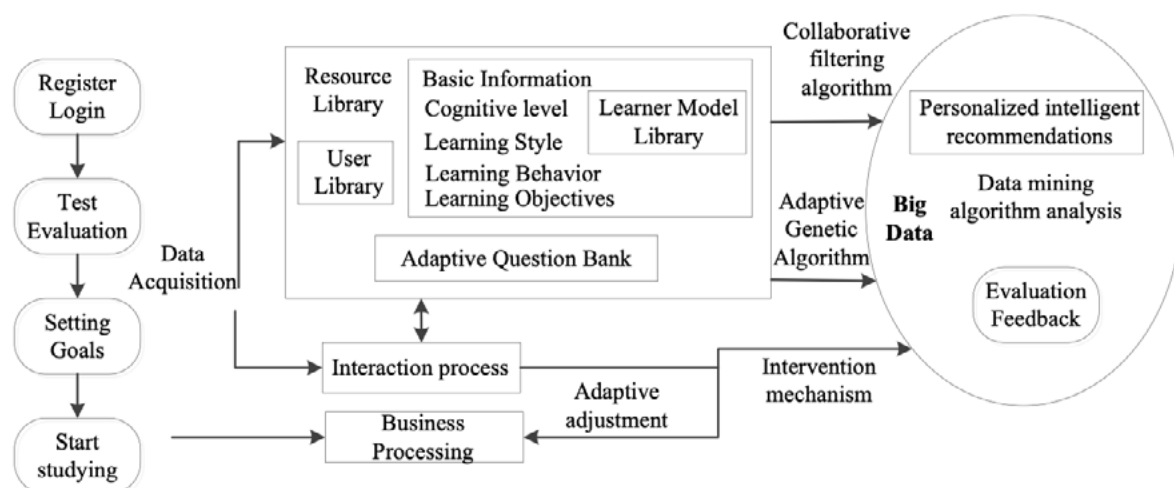 Register
Login
Test
Evaluation
Setting
Goals
Start
studying
Data
Acquisition
Resource
Library
User
Library
Basic Information
Cognitive level
Learning Style
Learning Behavior
Learning Objectives
Learner Model
Library
Adaptive Question Bank
Interaction process
Business
Processing
Adaptive
adjustment
Collaborative
filtering
algorithm
Adaptive
Genetic
Algorithm
Intervention
mechanism
Personalized intelligent
recommendations
Data mining
algorithm analysis
Big
Data
Evaluation
Feedback